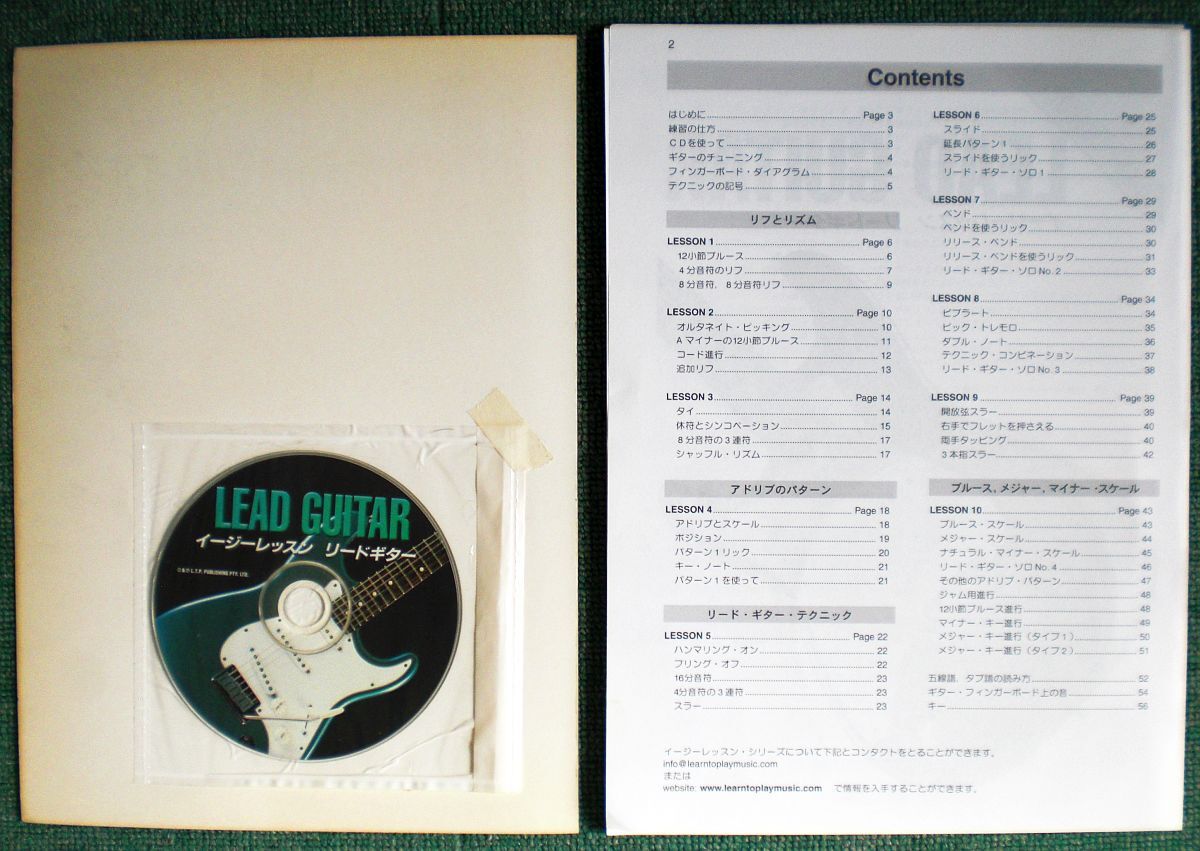 LEAD GUITAR
イージーレッスン リードギター
L.T.P. PUBLISHING PTY. LTD.
2
Contents
はじめに Page 3
練習の仕方 3
ＣＤを使って 3
ギターのチューニング 4
フィンガーボード・ダイアグラム 4
テクニックの記号 5
リフとリズム
LESSON 1 Page 6
12小節ブルース 6
４分音符のリフ 7
８分音符，８分音符リフ 9
LESSON 2 Page 10
オルタネイト・ピッキング 10
A マイナーの12小節ブルース 11
コード進行 12
追加リフ 13
LESSON 3 Page 14
タイ 14
休符とシンコペーション 15
８分音符の３連符 17
シャッフル・リズム 17
アドリブのパターン
LESSON 4 Page 18
アドリブとスケール 18
ポジション 19
パターン１リック 20
キー・ノート 21
パターン１を使って 21
リード・ギター・テクニック
LESSON 5 Page 22
ハンマリング・オン 22
プリング・オフ 22
16分音符 23
4分音符の３連符 23
スラー 23
LESSON 6 Page 25
スライド 25
延長パターン１ 26
スライドを使うリック 27
リード・ギター・ソロ１ 28
LESSON 7 Page 29
ベンド 29
ベンドを使うリック 30
リリース・ベンド 30
リリース・ベンドを使うリック 31
リード・ギター・ソロ No. 2 33
LESSON 8 Page 34
ビブラート 34
ピック・トレモロ 35
ダブル・ノート 36
テクニック・コンビネーション 37
リード・ギター・ソロ No. 3 38
LESSON 9 Page 39
開放弦スラー 39
右手でフレットを押さえる 40
両手タッピング 40
３本指スラー 42
ブルース，メジャー，マイナー・スケール
LESSON 10 Page 43
ブルース・スケール 43
メジャー・スケール 44
ナチュラル・マイナー・スケール 45
リード・ギター・ソロ No. 4 46
その他のアドリブ・パターン 47
ジャム用進行 48
12小節ブルース進行 48
マイナー・キー進行 49
メジャー・キー進行（タイプ１） 50
メジャー・キー進行（タイプ２） 51
五線譜，タブ譜の読み方 52
ギター・フィンガーボード上の音 54
キー 56
イージーレッスン・シリーズについて下記とコンタクトをとることができます。
info@learntoplaymusic.com
または
website: www.learntoplaymusic.com で情報を入手することができます。